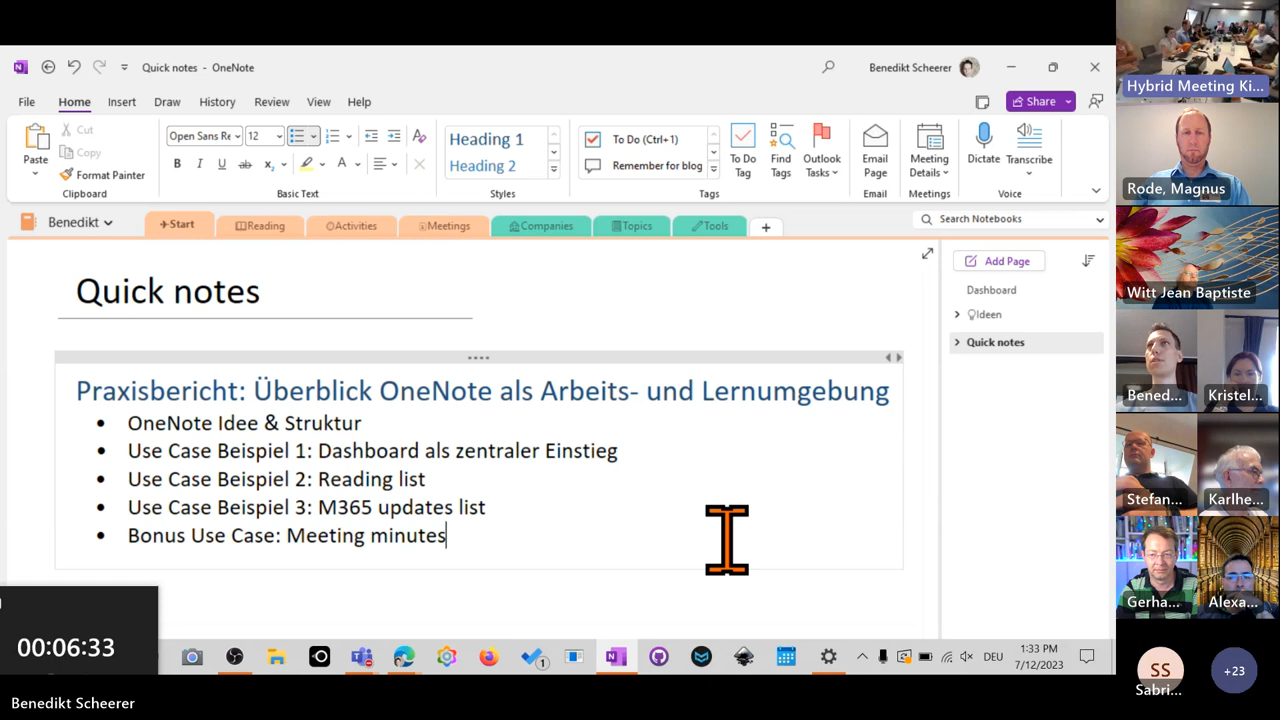 Quick notes - OneNote
Benedikt Scheerer
File Home Insert Draw History Review View Help
Share
Paste
Cut
Copy
Format Painter
Clipboard
Open Sans Re 12
B I U ab x₂ A
Basic Text
Heading 1
Heading 2
Styles
To Do (Ctrl+1)
Remember for blog
Tags
To Do Tag
Find Tags
Outlook Tasks
Email Page
Email
Meeting Details
Meetings
Dictate
Transcribe
Voice
Benedikt
Start Reading Activities Meetings Companies Topics Tools +
Search Notebooks
Quick notes
Add Page
Dashboard
Ideen
Quick notes
Praxisbericht: Überblick OneNote als Arbeits- und Lernumgebung
• OneNote Idee & Struktur
• Use Case Beispiel 1: Dashboard als zentraler Einstieg
• Use Case Beispiel 2: Reading list
• Use Case Beispiel 3: M365 updates list
• Bonus Use Case: Meeting minutes
00:06:33
1
DEU
1:33 PM
7/12/2023
Benedikt Scheerer
Hybrid Meeting Ki...
Rode, Magnus
Witt Jean Baptiste
Bened... Kristel...
Stefan... Karlhe...
Gerha... Alexa...
SS
Sabri...
+23